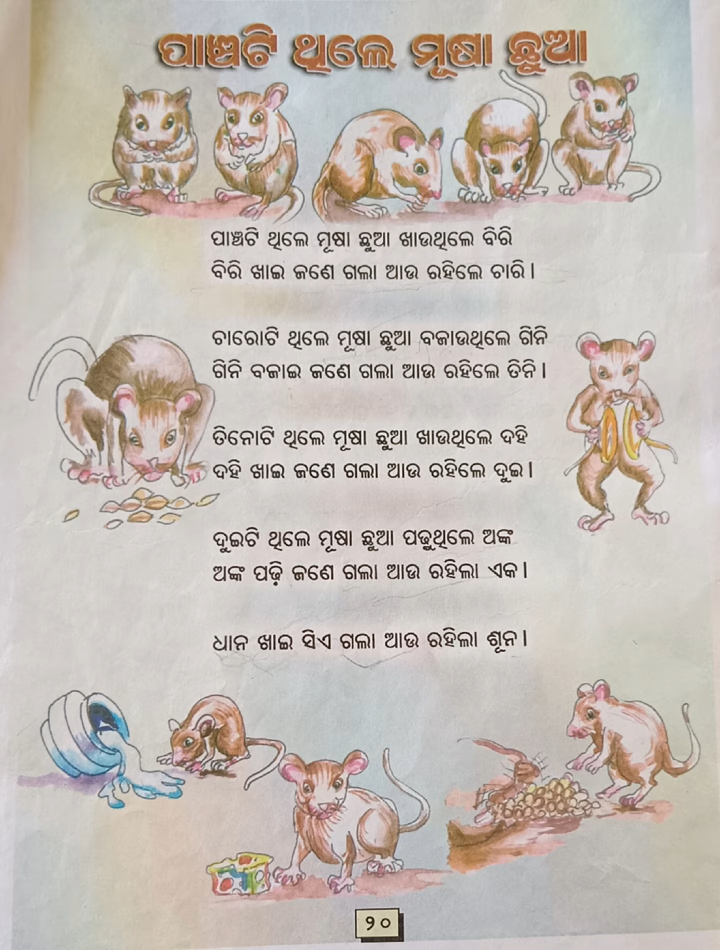 ପାଞ୍ଚଟି ଥିଲେ ମୂଷା ଛୁଆ
ପାଞ୍ଚଟି ଥିଲେ ମୂଷା ଛୁଆ ଖାଉଥିଲେ ବିରି
ବିରି ଖାଇ ଜଣେ ଗଲା ଆଉ ରହିଲେ ଚାରି।
ଚାରୋଟି ଥିଲେ ମୂଷା ଛୁଆ ବଜାଉଥିଲେ ଗିନି
ଗିନି ବଜାଇ ଜଣେ ଗଲା ଆଉ ରହିଲେ ତିନି।
ତିନୋଟି ଥିଲେ ମୂଷା ଛୁଆ ଖାଉଥିଲେ ଦହି
ଦହି ଖାଇ ଜଣେ ଗଲା ଆଉ ରହିଲେ ଦୁଇ।
ଦୁଇଟି ଥିଲେ ମୂଷା ଛୁଆ ପଢୁଥିଲେ ଅଙ୍କ
ଅଙ୍କ ପଢ଼ି ଜଣେ ଗଲା ଆଉ ରହିଲା ଏକ।
ଧାନ ଖାଇ ସିଏ ଗଲା ଆଉ ରହିଲା ଶୂନ।
୨୦